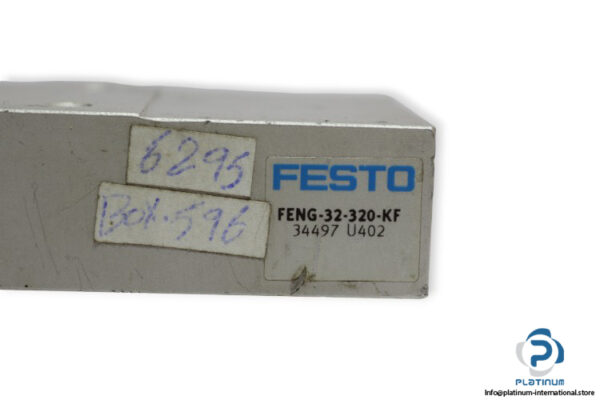 6295
Box-596
FESTO
FENG-32-320-KF
34497 U402
PLATINUM
Info@platinum-international.store